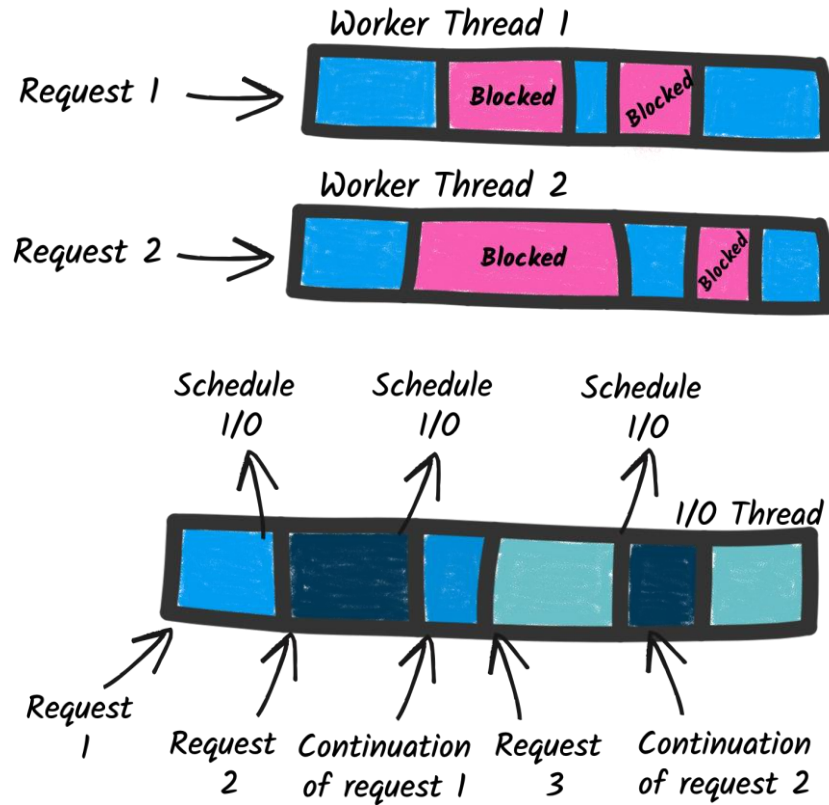 Worker Thread 1
Request 1
Blocked
Blocked
Worker Thread 2
Request 2
Blocked
Blocked
Schedule
I/O
Schedule
I/O
Schedule
I/O
I/O Thread
Request
1
Request
2
Continuation
of request 1
Request
3
Continuation
of request 2